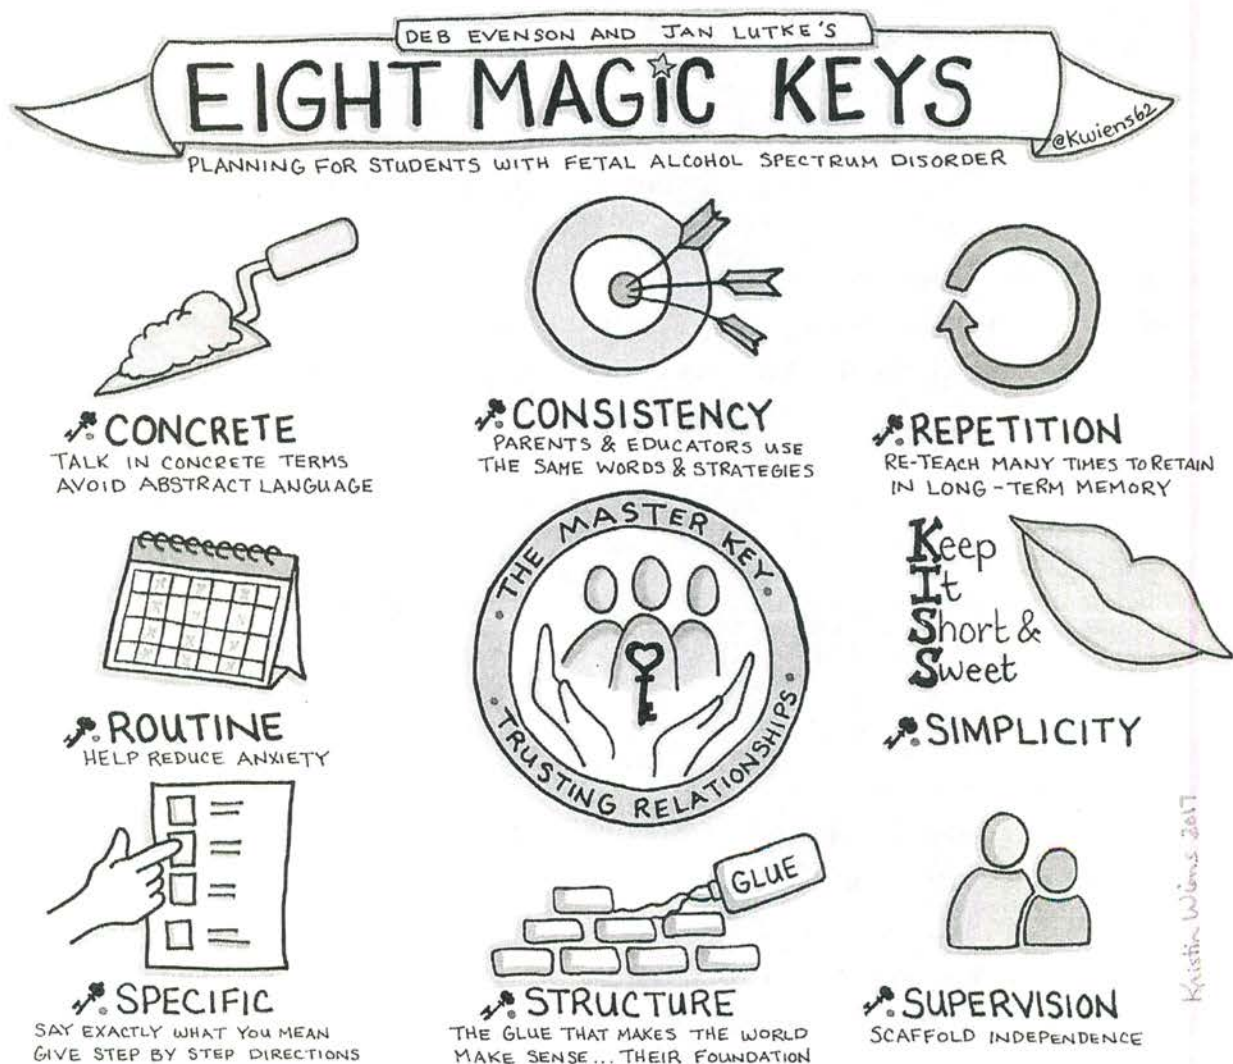 DEB EVENSON AND JAN LUTKE'S
EIGHT MAGIC KEYS
@Kwiens62
PLANNING FOR STUDENTS WITH FETAL ALCOHOL SPECTRUM DISORDER
CONCRETE
TALK IN CONCRETE TERMS
AVOID ABSTRACT LANGUAGE
CONSISTENCY
PARENTS & EDUCATORS USE
THE SAME WORDS & STRATEGIES
REPETITION
RE-TEACH MANY TIMES TO RETAIN
IN LONG-TERM MEMORY
ROUTINE
HELP REDUCE ANXIETY
THE MASTER KEY
TRUSTING RELATIONSHIPS
Keep
It
Short &
Sweet
SIMPLICITY
SPECIFIC
SAY EXACTLY WHAT YOU MEAN
GIVE STEP BY STEP DIRECTIONS
GLUE
STRUCTURE
THE GLUE THAT MAKES THE WORLD
MAKE SENSE... THEIR FOUNDATION
SUPERVISION
SCAFFOLD INDEPENDENCE
Kristin Wiens 2017